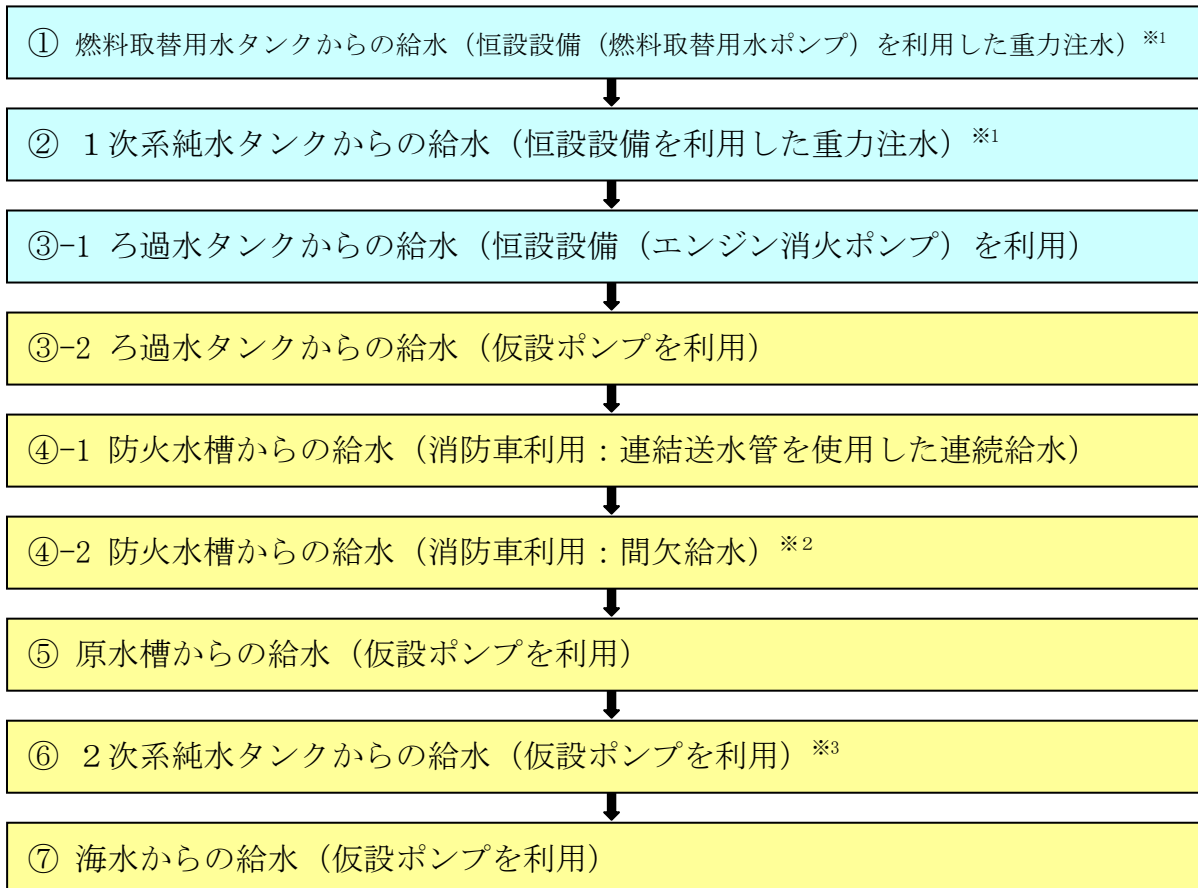 ① 燃料取替用水タンクからの給水（恒設設備（燃料取替用水ポンプ）を利用した重力注水）※1
② １次系純水タンクからの給水（恒設設備を利用した重力注水）※1
③-1 ろ過水タンクからの給水（恒設設備（エンジン消火ポンプ）を利用）
③-2 ろ過水タンクからの給水（仮設ポンプを利用）
④-1 防火水槽からの給水（消防車利用：連結送水管を使用した連続給水）
④-2 防火水槽からの給水（消防車利用：間欠給水）※２
⑤ 原水槽からの給水（仮設ポンプを利用）
⑥ ２次系純水タンクからの給水（仮設ポンプを利用）※3
⑦ 海水からの給水（仮設ポンプを利用）